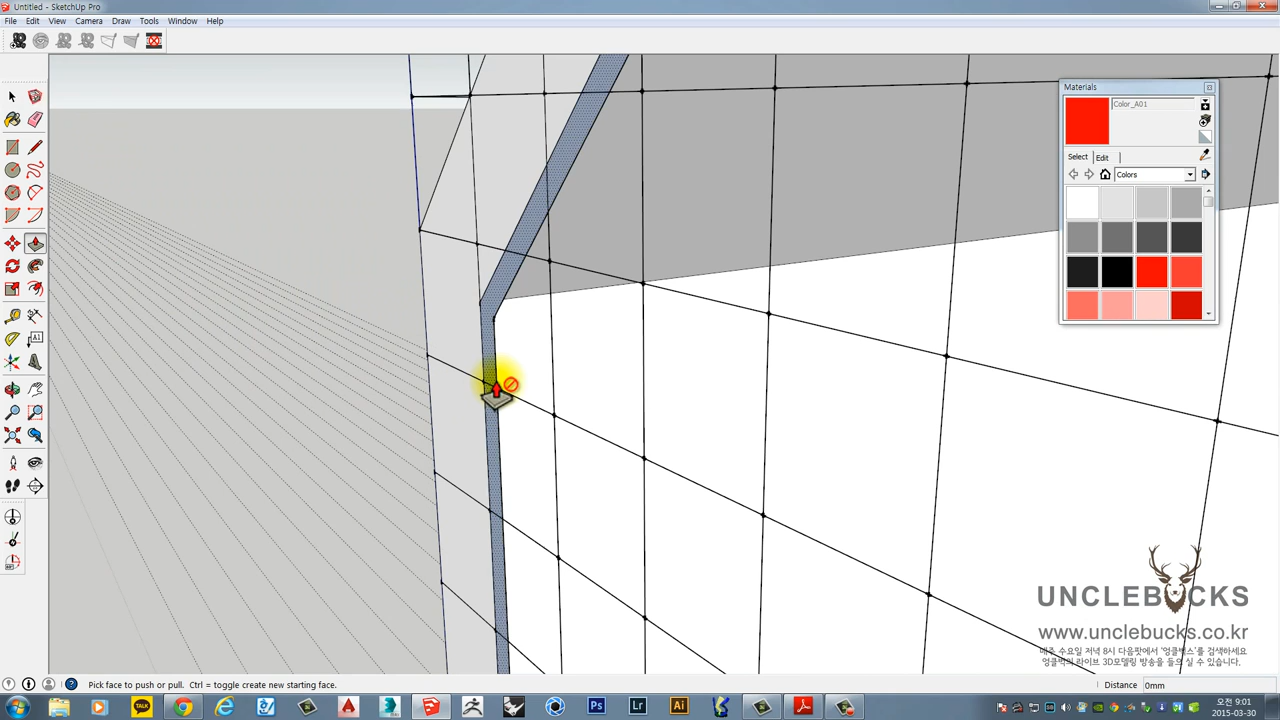 Untitled - SketchUp Pro
File Edit View Camera Draw Tools Window Help
Materials
Color_A01
Select Edit
Colors
UNCLEBUCKS
www.unclebucks.co.kr
매주 수요일 저녁 8시 다음팟에서 '엉클벅스'를 검색하세요
엉클벅의 라이브 3D모델링 방송을 들으실 수 있습니다.
Pick face to push or pull. Ctrl = toggle create new starting face.
Distance 0mm
TALK
Ps
Lr
Ai
오전 9:01
2015-03-30